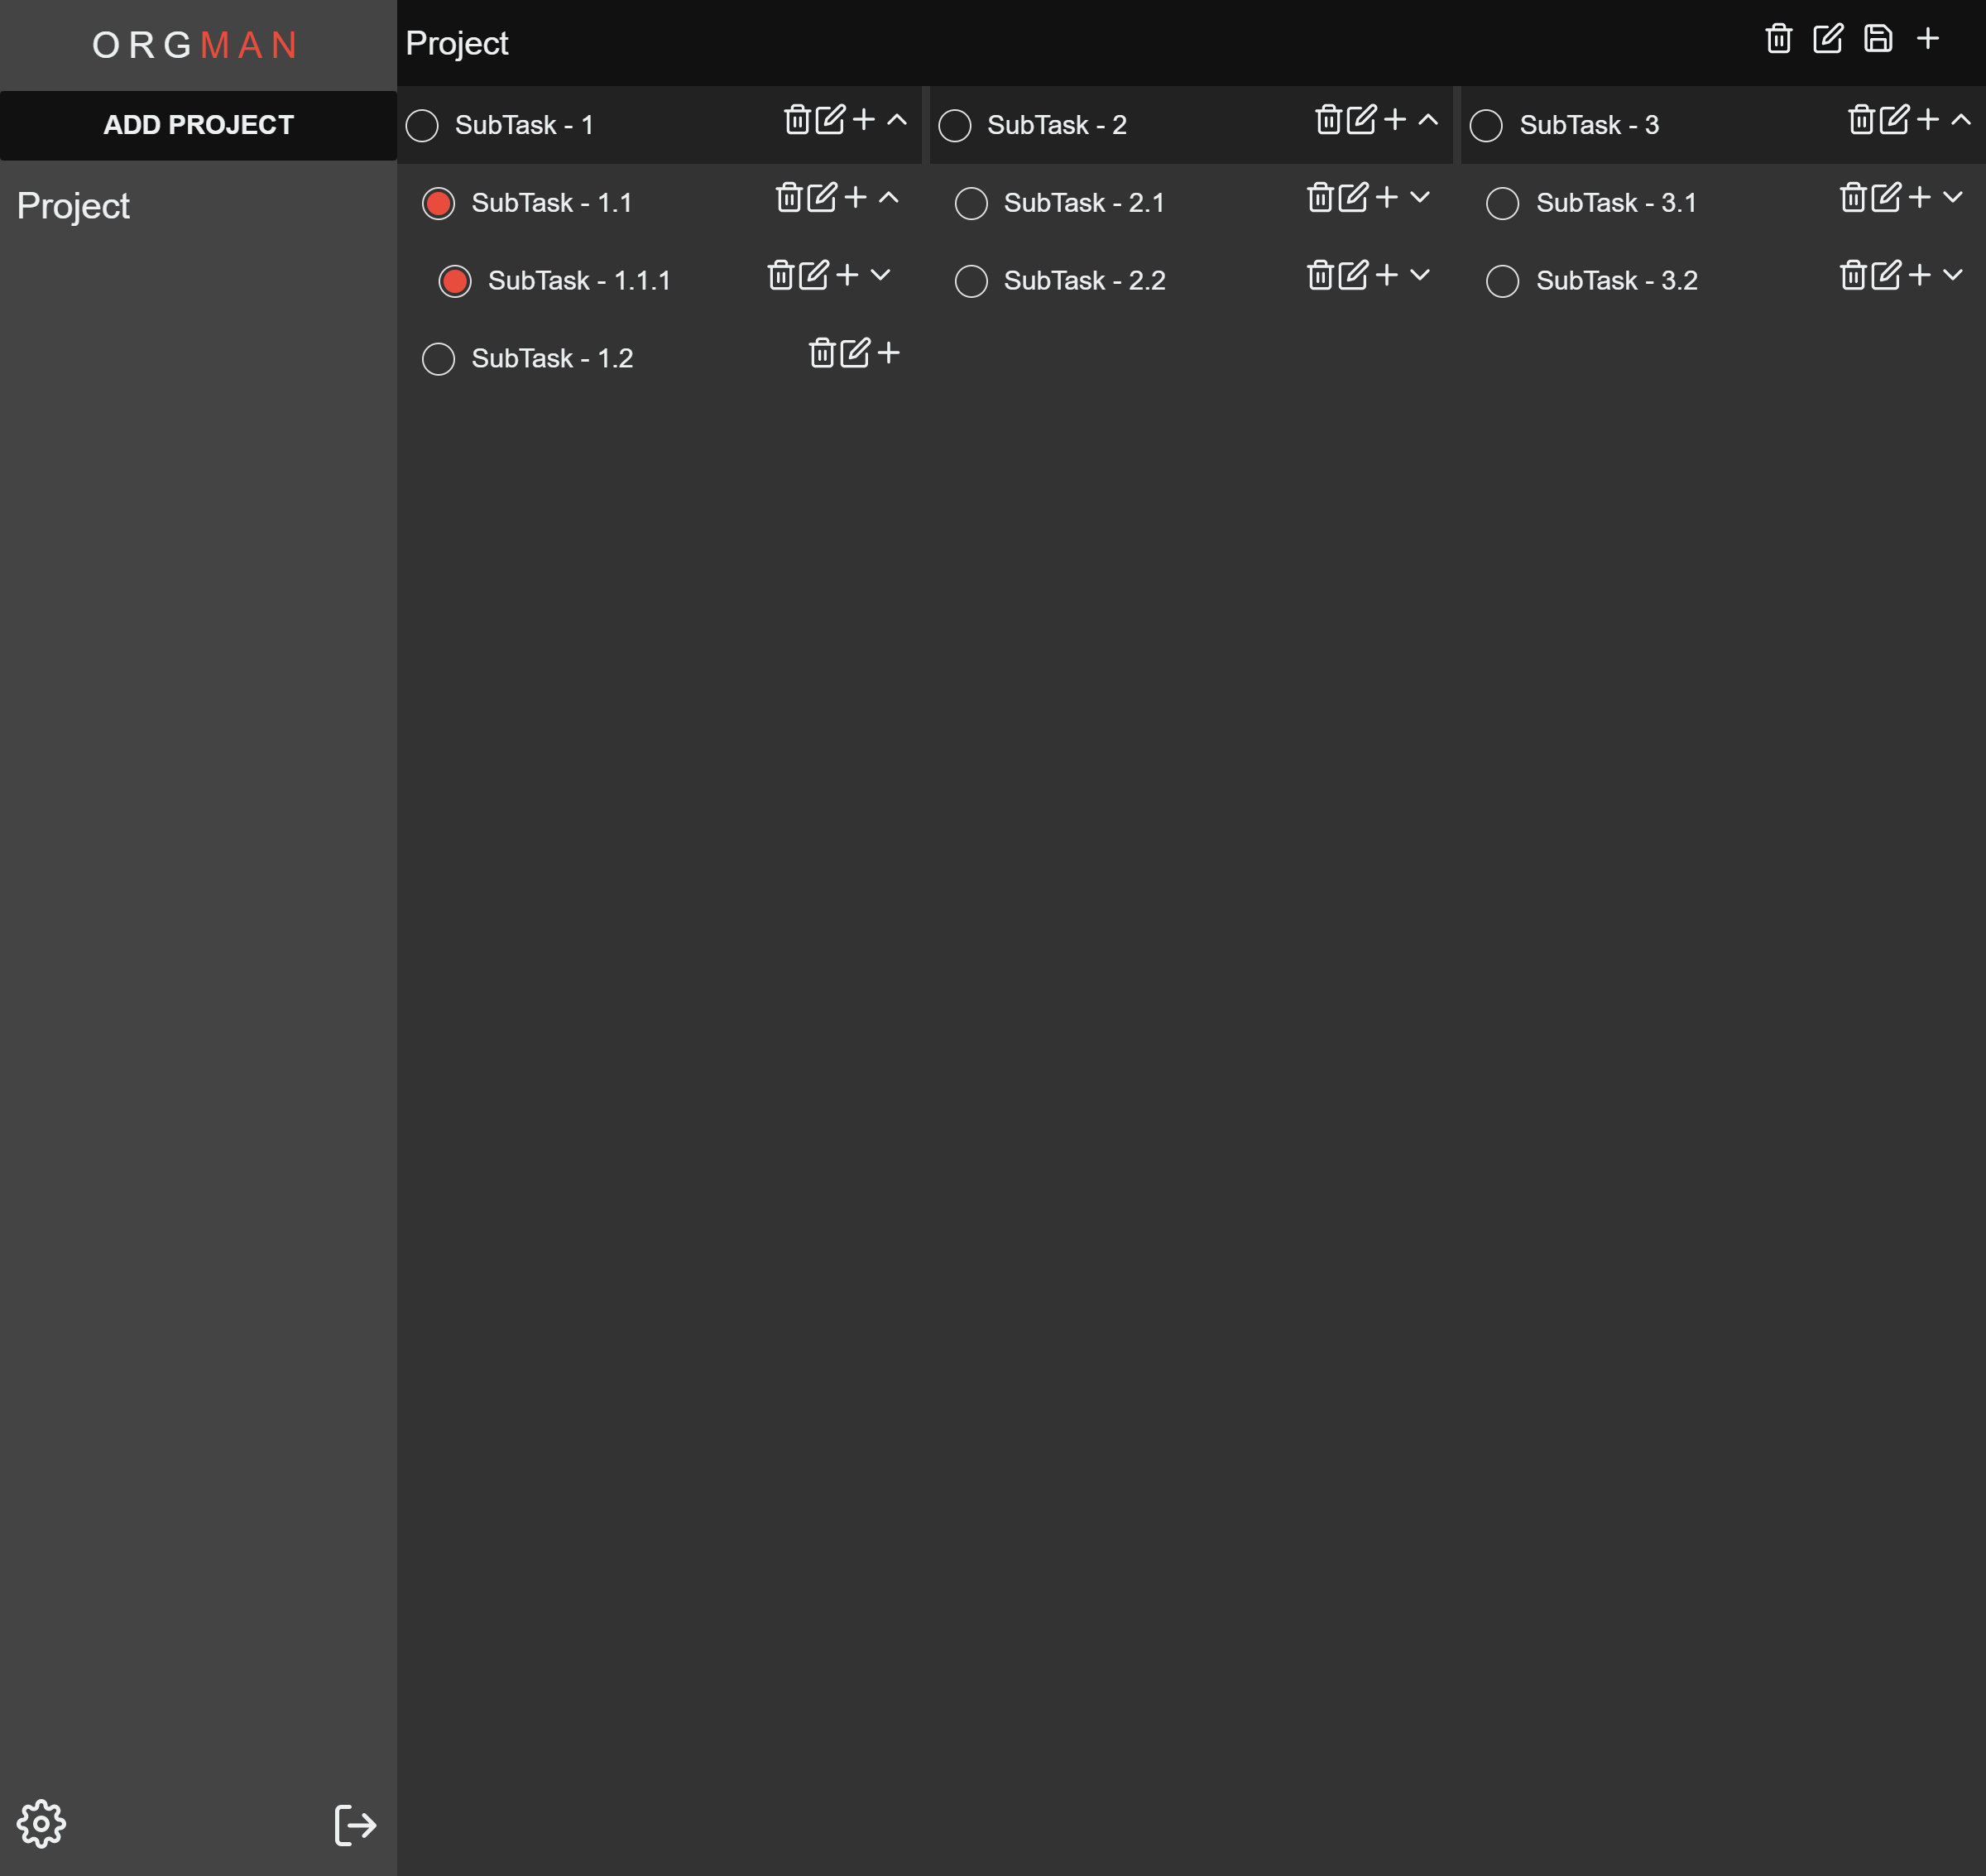 ORGMAN
ADD PROJECT
Project
Project
SubTask - 1
SubTask - 1.1
SubTask - 1.1.1
SubTask - 1.2
SubTask - 2
SubTask - 2.1
SubTask - 2.2
SubTask - 3
SubTask - 3.1
SubTask - 3.2